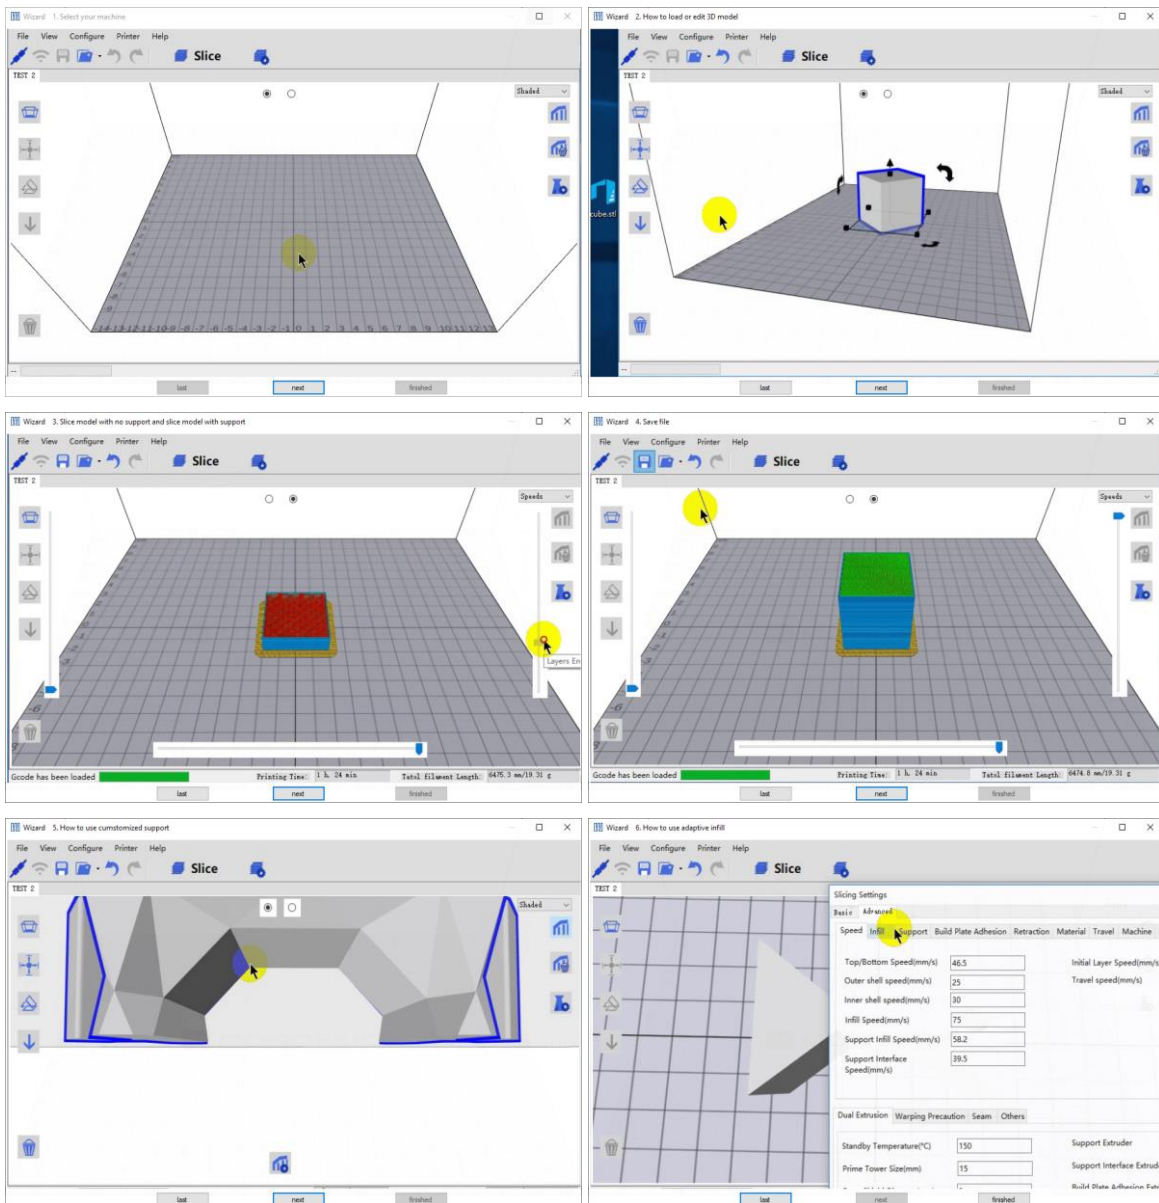 Wizard 1. Select your machine
File View Configure Printer Help
Slice
TEST 2
Shaded
last next finished
Wizard 2. How to load or edit 3D model
File View Configure Printer Help
Slice
TEST 2
Shaded
cube.stl
last next finished
Wizard 3. Slice model with no support and slice model with support
File View Configure Printer Help
Slice
TEST 2
Speeds
Layers En
Gcode has been loaded Printing Time: 1 h. 24 min Tatol filament Length: 6475.3 mm/19.31 g
last next finished
Wizard 4. Save file
File View Configure Printer Help
Slice
TEST 2
Speeds
Gcode has been loaded Printing Time: 1 h. 24 min Tatol filament Length: 6474.8 mm/19.31 g
last next finished
Wizard 5. How to use cumstomized support
File View Configure Printer Help
Slice
TEST 2
Shaded
last next finished
Wizard 6. How to use adaptive infill
File View Configure Printer Help
Slice
TEST 2
Slicing Settings
Basic Advanced
Speed Infill Support Build Plate Adhesion Retraction Material Travel Machine
Top/Bottom Speed(mm/s) 46.5 Initial Layer Speed(mm/s
Outer shell speed(mm/s) 25 Travel speed(mm/s)
Inner shell speed(mm/s) 30
Infill Speed(mm/s) 75
Support Infill Speed(mm/s) 58.2
Support Interface 39.5
Speed(mm/s)
Dual Extrusion Warping Precaution Seam Others
Standby Temperature(°C) 150 Support Extruder
Prime Tower Size(mm) 15 Support Interface Extrud
Build Plate Adhesion Ext
last next finished